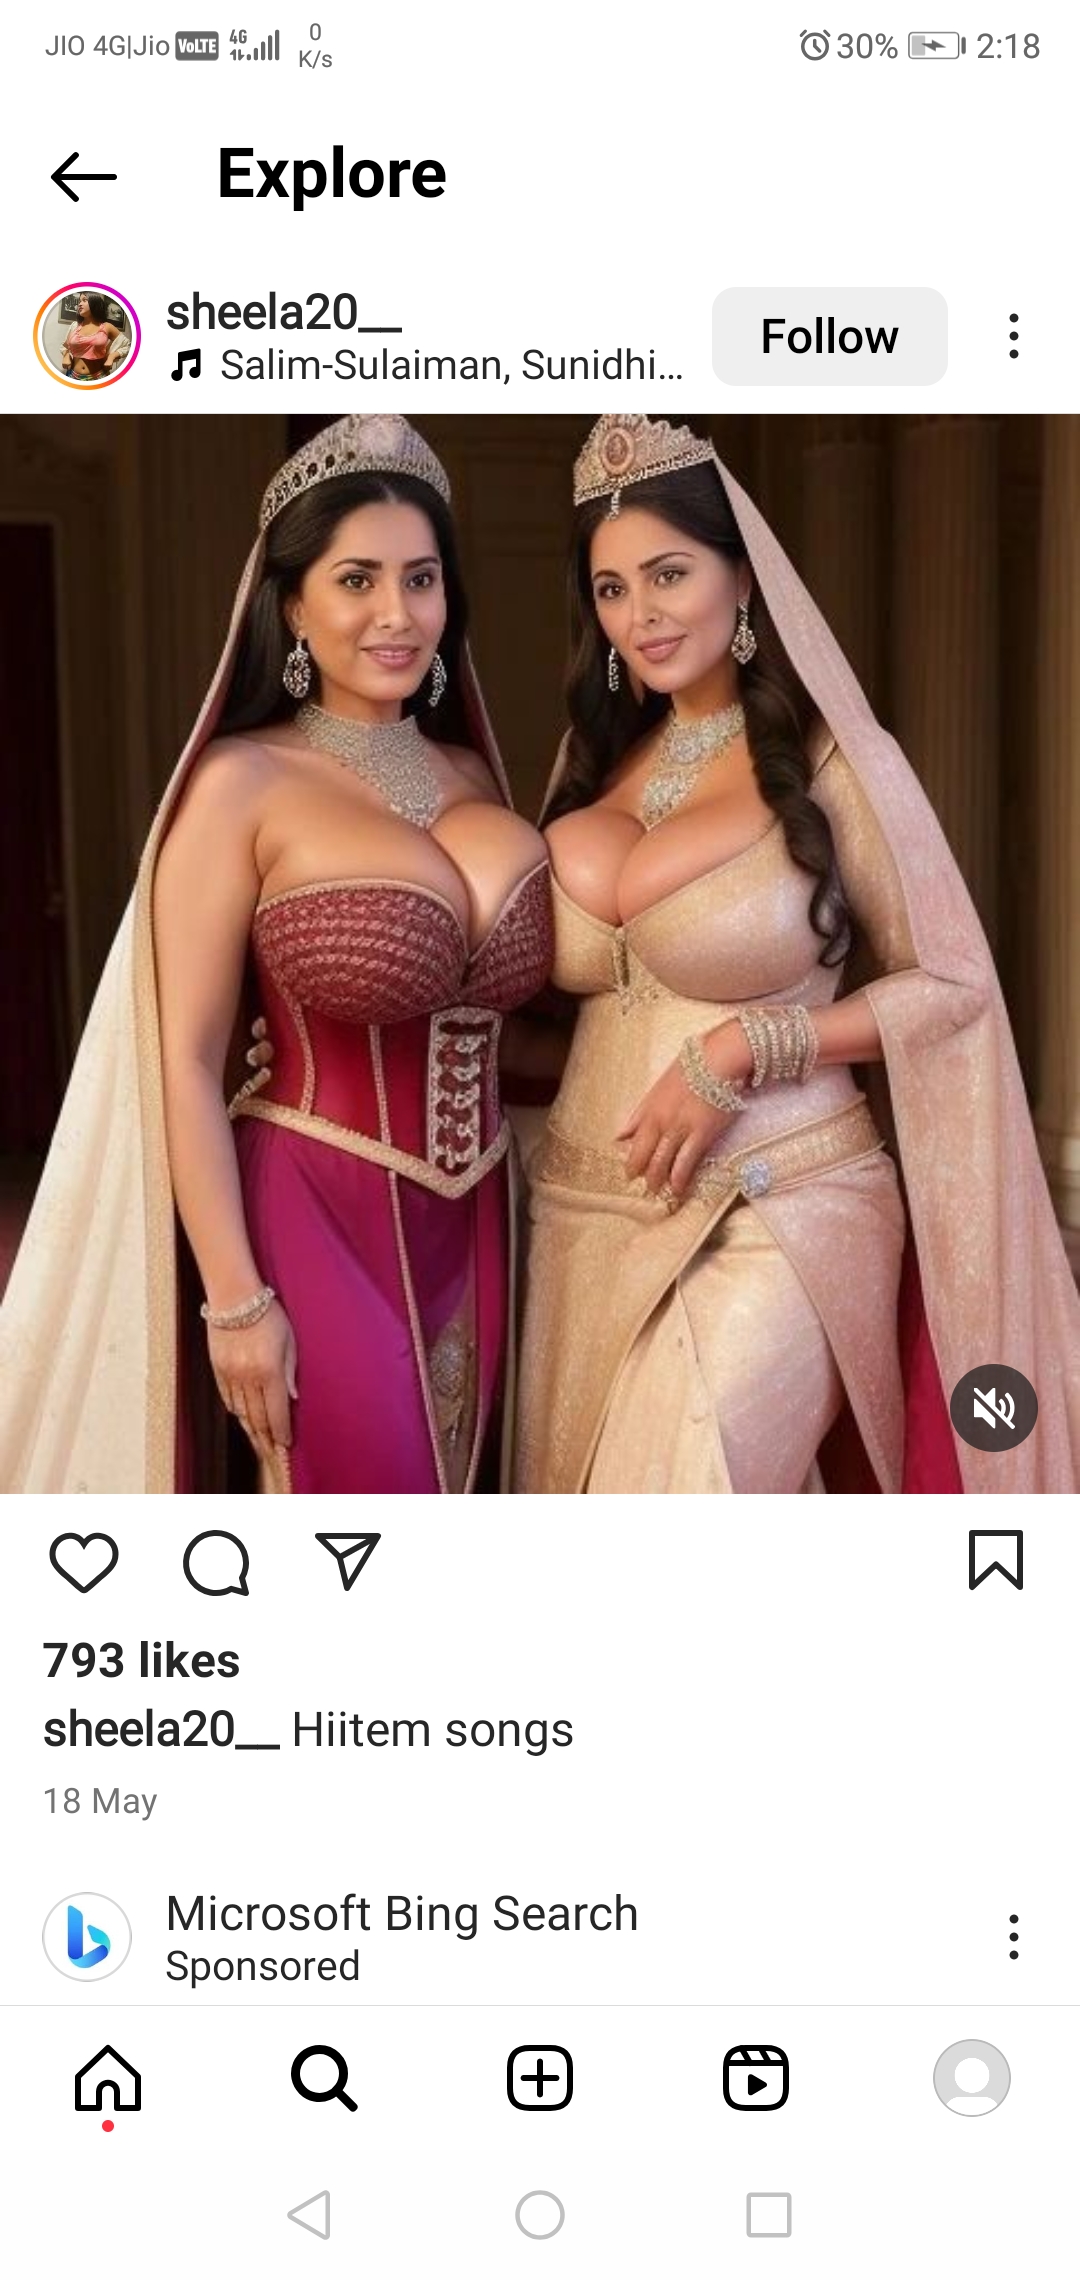 JIO 4G|Jio VoLTE 4G 0 K/s 30% 2:18
Explore
sheela20__
Salim-Sulaiman, Sunidhi...
Follow
793 likes
sheela20__ Hiitem songs
18 May
Microsoft Bing Search
Sponsored